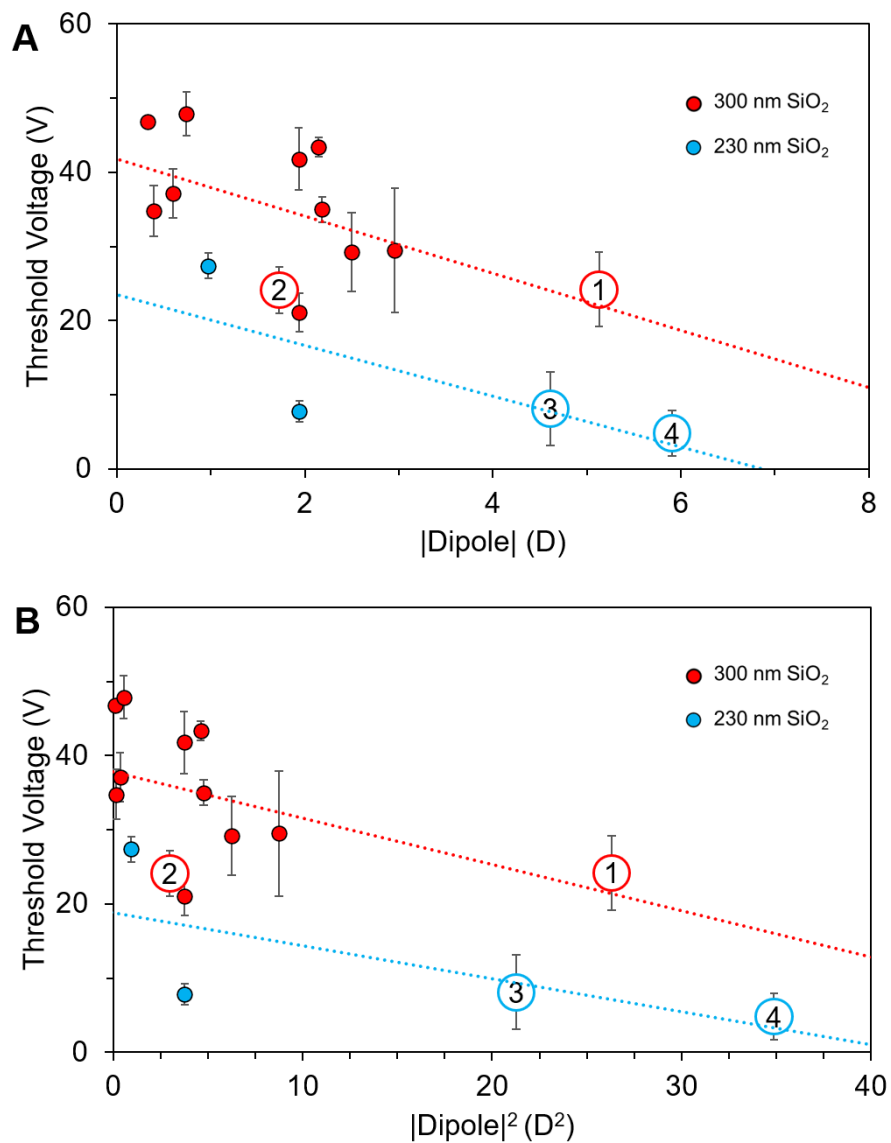 A
60
40
20
0
Threshold Voltage (V)
300 nm SiO₂
230 nm SiO₂
2
1
3
4
0 2 4 6 8
|Dipole| (D)
B
60
40
20
0
Threshold Voltage (V)
300 nm SiO₂
230 nm SiO₂
2
1
3
4
0 10 20 30 40
|Dipole|² (D²)